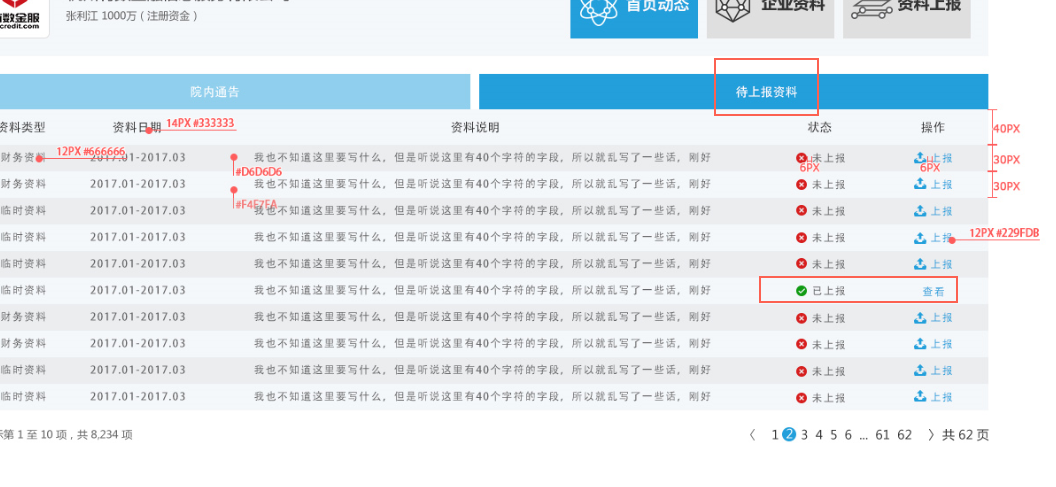 数金服
credit.com
张利江 1000万（注册资金）
首页动态
企业资料
资料上报
院内通告
待上报资料
资料类型 资料日期 资料说明 状态 操作
14PX #333333
40PX
财务资料 2017.01-2017.03 我也不知道这里要写什么，但是听说这里有40个字符的字段，所以就乱写了一些话，刚好 未上报 上报
12PX #666666
#D6D6D6
6PX
6PX
30PX
财务资料 2017.01-2017.03 我也不知道这里要写什么，但是听说这里有40个字符的字段，所以就乱写了一些话，刚好 未上报 上报
30PX
#F4F7FA
临时资料 2017.01-2017.03 我也不知道这里要写什么，但是听说这里有40个字符的字段，所以就乱写了一些话，刚好 未上报 上报
临时资料 2017.01-2017.03 我也不知道这里要写什么，但是听说这里有40个字符的字段，所以就乱写了一些话，刚好 未上报 上报
12PX #229FDB
临时资料 2017.01-2017.03 我也不知道这里要写什么，但是听说这里有40个字符的字段，所以就乱写了一些话，刚好 未上报 上报
临时资料 2017.01-2017.03 我也不知道这里要写什么，但是听说这里有40个字符的字段，所以就乱写了一些话，刚好 已上报 查看
财务资料 2017.01-2017.03 我也不知道这里要写什么，但是听说这里有40个字符的字段，所以就乱写了一些话，刚好 未上报 上报
财务资料 2017.01-2017.03 我也不知道这里要写什么，但是听说这里有40个字符的字段，所以就乱写了一些话，刚好 未上报 上报
临时资料 2017.01-2017.03 我也不知道这里要写什么，但是听说这里有40个字符的字段，所以就乱写了一些话，刚好 未上报 上报
临时资料 2017.01-2017.03 我也不知道这里要写什么，但是听说这里有40个字符的字段，所以就乱写了一些话，刚好 未上报 上报
第 1 至 10 项，共 8,234 项
〈 1 2 3 4 5 6 ... 61 62 〉共 62 页